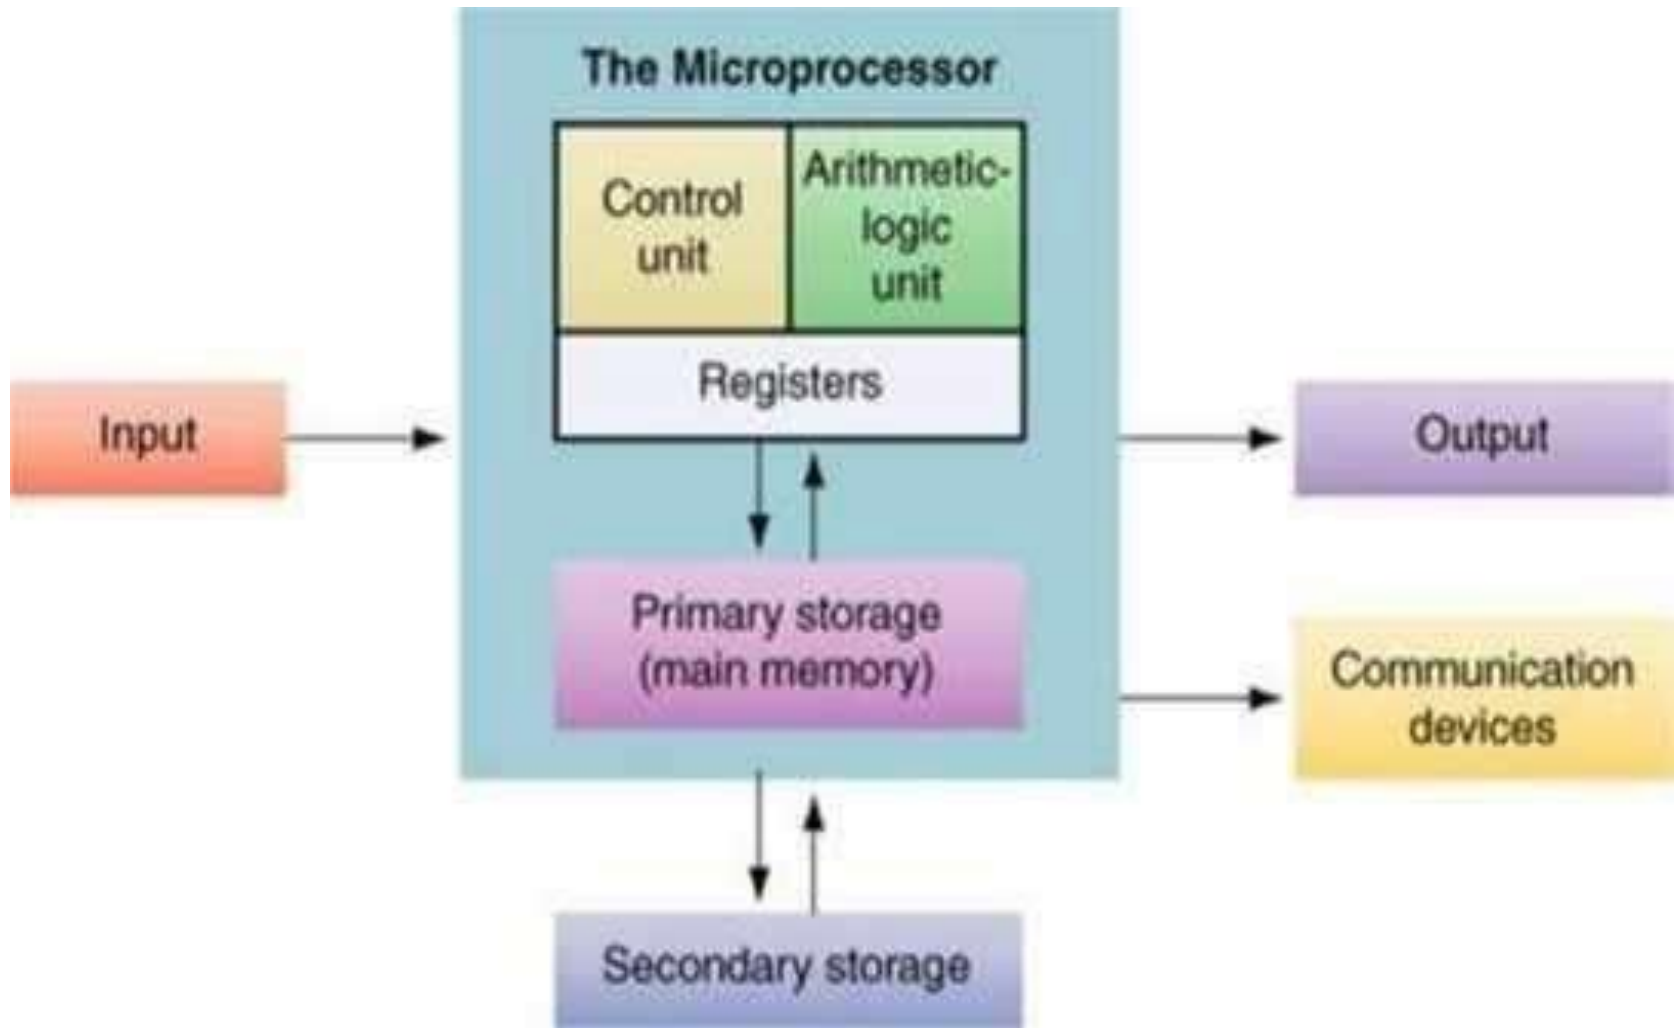 The Microprocessor
Control
unit
Arithmetic-
logic
unit
Registers
Input
Output
Primary storage
(main memory)
Communication
devices
Secondary storage